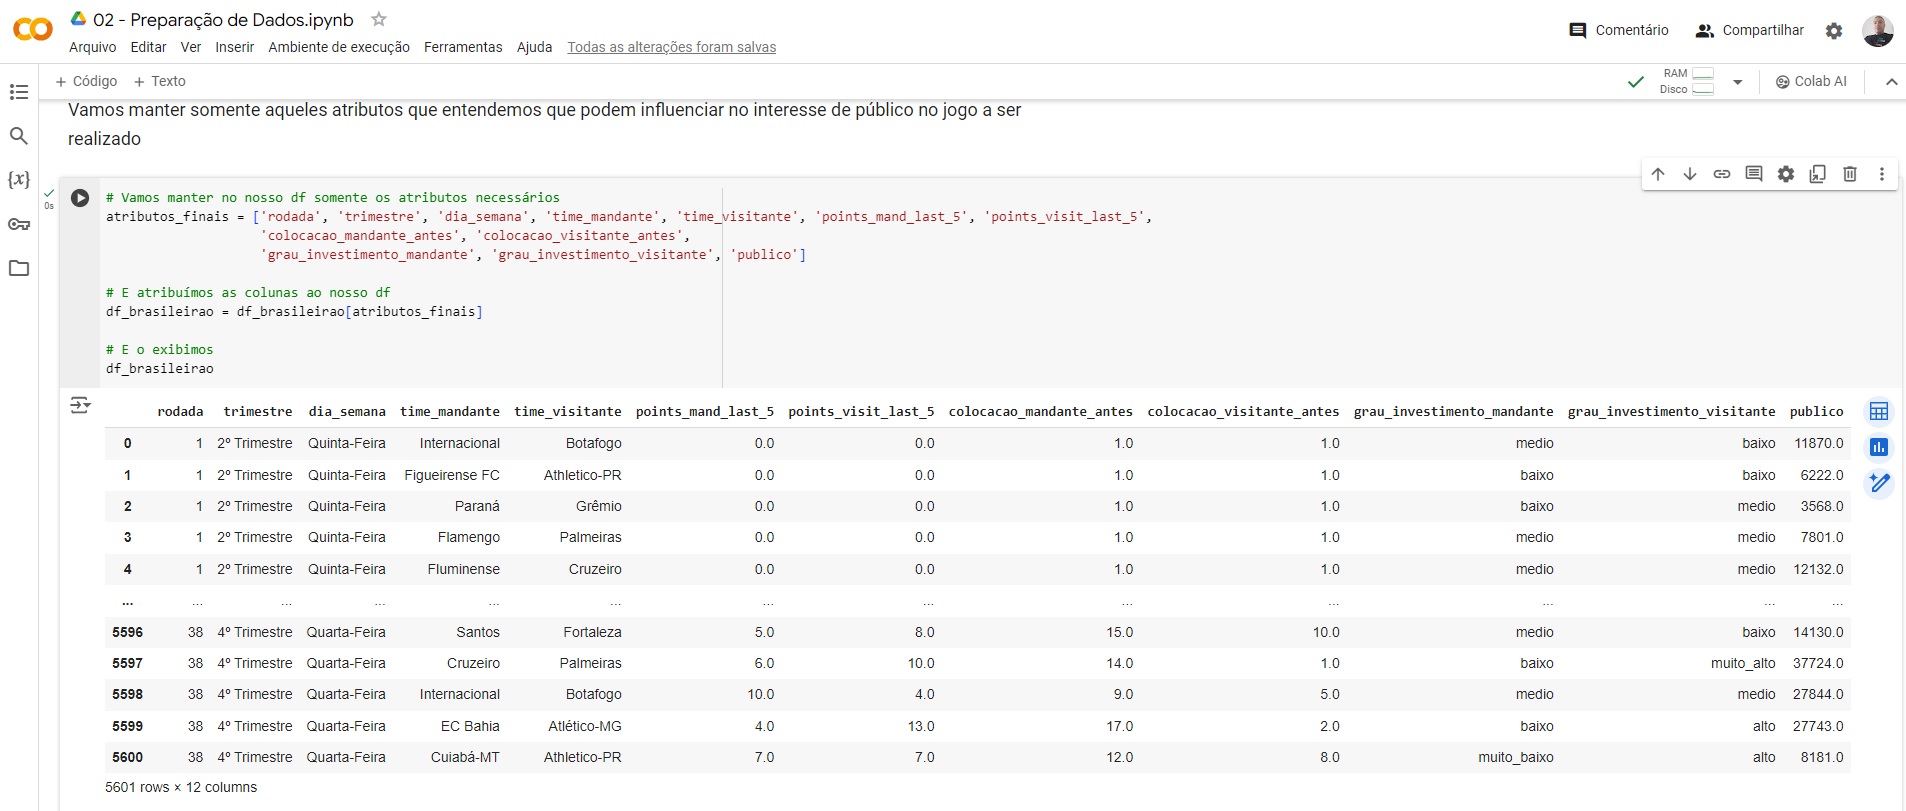 02 - Preparação de Dados.ipynb
Arquivo Editar Ver Inserir Ambiente de execução Ferramentas Ajuda Todas as alterações foram salvas
Comentário Compartilhar
+ Código + Texto
RAM
Disco
Colab AI
Vamos manter somente aqueles atributos que entendemos que podem influenciar no interesse de público no jogo a ser
realizado
{x}
0s
# Vamos manter no nosso df somente os atributos necessários
atributos_finais = ['rodada', 'trimestre', 'dia_semana', 'time_mandante', 'time_visitante', 'points_mand_last_5', 'points_visit_last_5',
'colocacao_mandante_antes', 'colocacao_visitante_antes',
'grau_investimento_mandante', 'grau_investimento_visitante', 'publico']
# E atribuímos as colunas ao nosso df
df_brasileirao = df_brasileirao[atributos_finais]
# E o exibimos
df_brasileirao
rodada trimestre dia_semana time_mandante time_visitante points_mand_last_5 points_visit_last_5 colocacao_mandante_antes colocacao_visitante_antes grau_investimento_mandante grau_investimento_visitante publico
0 1 2º Trimestre Quinta-Feira Internacional Botafogo 0.0 0.0 1.0 1.0 medio baixo 11870.0
1 1 2º Trimestre Quinta-Feira Figueirense FC Athletico-PR 0.0 0.0 1.0 1.0 baixo baixo 6222.0
2 1 2º Trimestre Quinta-Feira Paraná Grêmio 0.0 0.0 1.0 1.0 baixo medio 3568.0
3 1 2º Trimestre Quinta-Feira Flamengo Palmeiras 0.0 0.0 1.0 1.0 medio medio 7801.0
4 1 2º Trimestre Quinta-Feira Fluminense Cruzeiro 0.0 0.0 1.0 1.0 medio medio 12132.0
... ... ... ... ... ... ... ... ... ... ... ... ...
5596 38 4º Trimestre Quarta-Feira Santos Fortaleza 5.0 8.0 15.0 10.0 medio baixo 14130.0
5597 38 4º Trimestre Quarta-Feira Cruzeiro Palmeiras 6.0 10.0 14.0 1.0 baixo muito_alto 37724.0
5598 38 4º Trimestre Quarta-Feira Internacional Botafogo 10.0 4.0 9.0 5.0 medio medio 27844.0
5599 38 4º Trimestre Quarta-Feira EC Bahia Atlético-MG 4.0 13.0 17.0 2.0 baixo alto 27743.0
5600 38 4º Trimestre Quarta-Feira Cuiabá-MT Athletico-PR 7.0 7.0 12.0 8.0 muito_baixo alto 8181.0
5601 rows × 12 columns